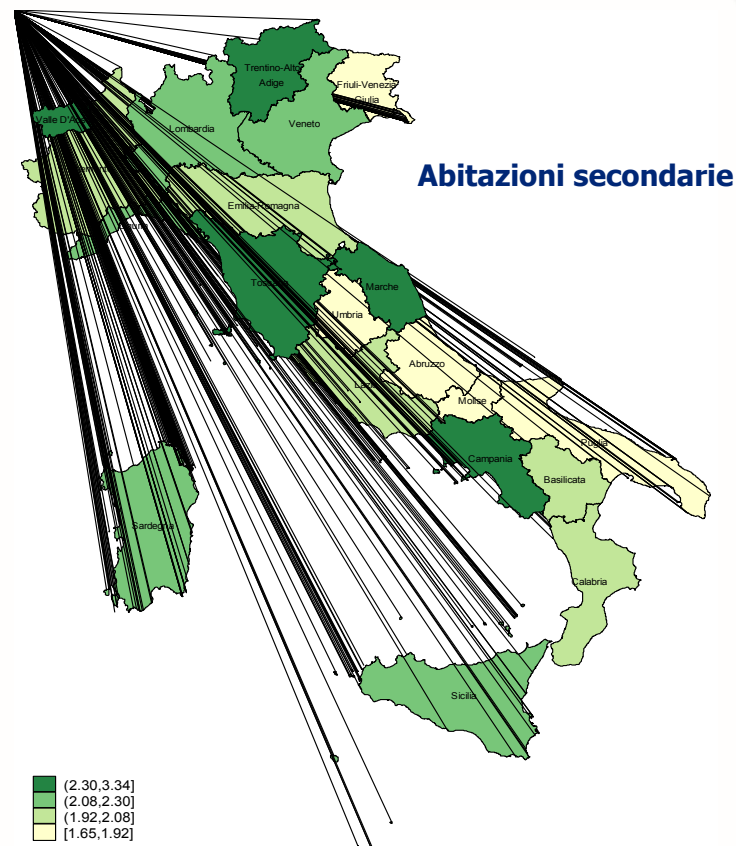 Trentino-Alto
Adige
Friuli-Venezia
Giulia
Valle D'Aos
Lombardia
Veneto
Abitazioni secondarie
Emilia-Romagna
Toscana
Marche
Umbria
Abruzzo
Lazio
Molise
Puglia
Campania
Basilicata
Sardegna
Calabria
Sicilia
(2.30,3.34]
(2.08,2.30]
(1.92,2.08]
[1.65,1.92]